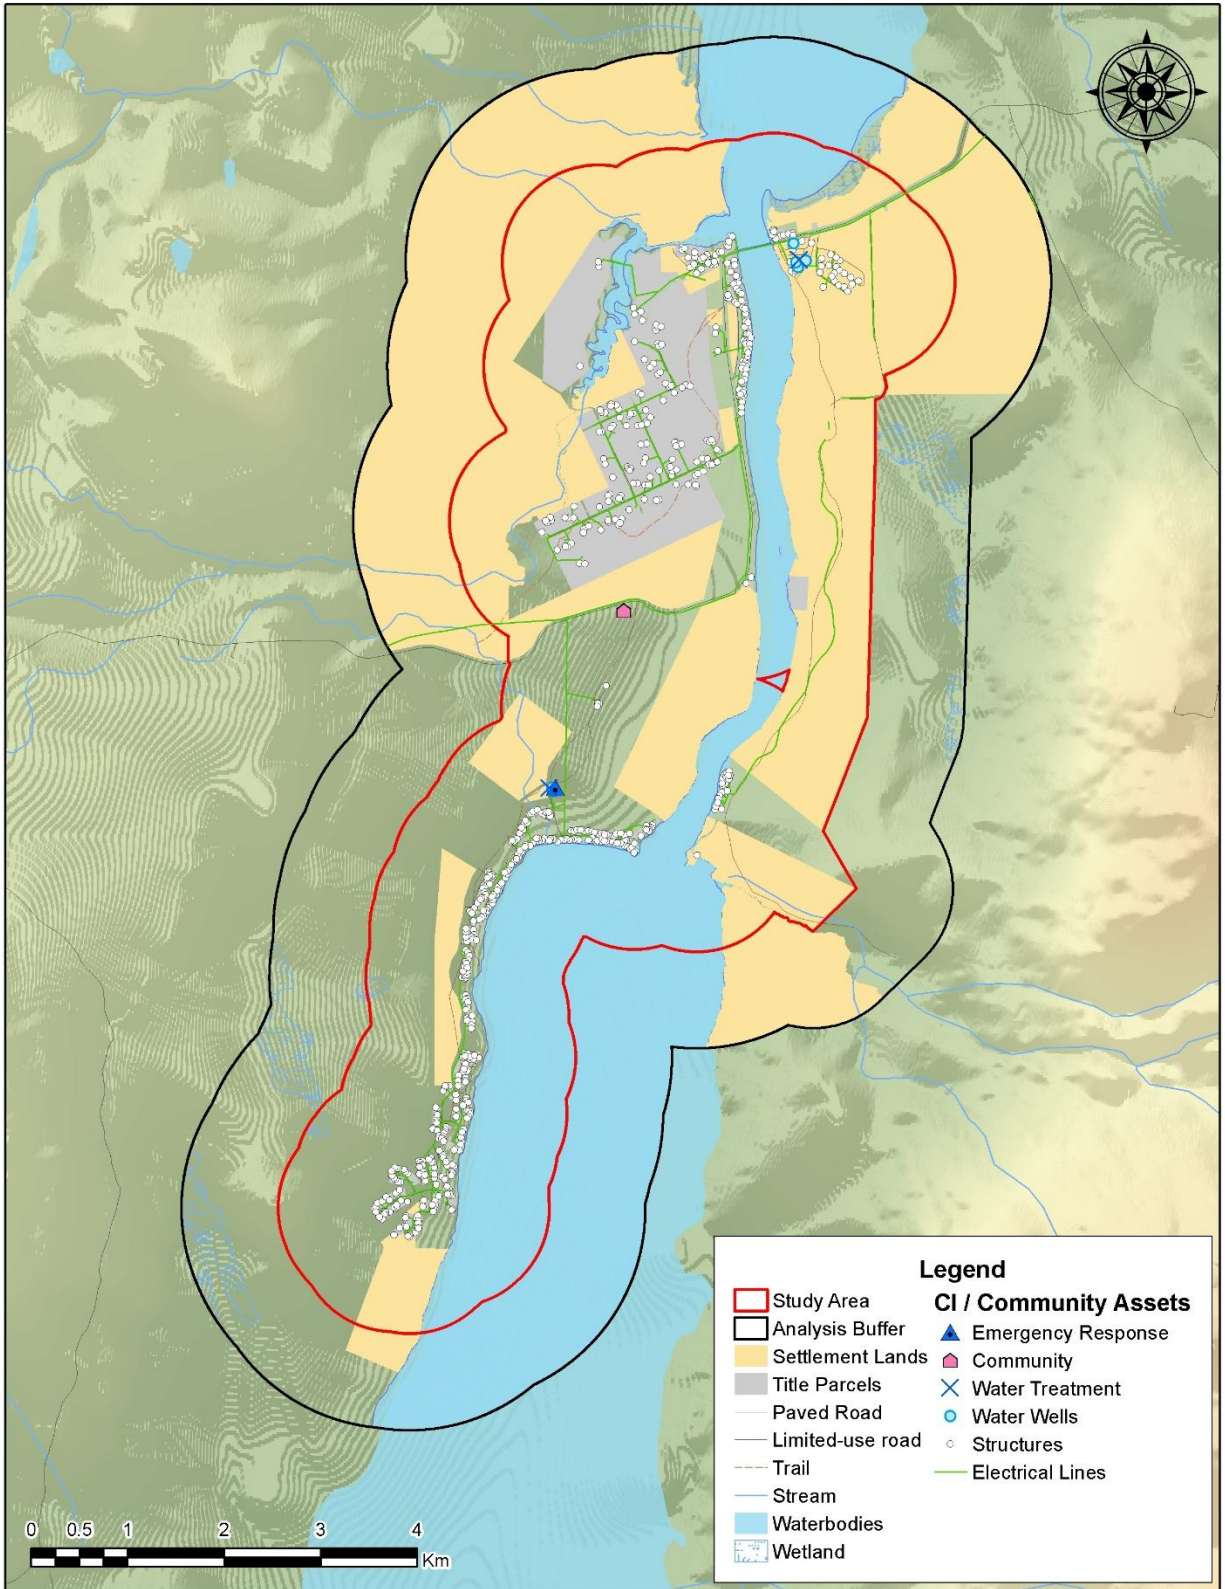 Legend
Study Area
Analysis Buffer
Settlement Lands
Title Parcels
Paved Road
Limited-use road
Trail
Stream
Waterbodies
Wetland
CI / Community Assets
Emergency Response
Community
Water Treatment
Water Wells
Structures
Electrical Lines
0 0.5 1 2 3 4
Km